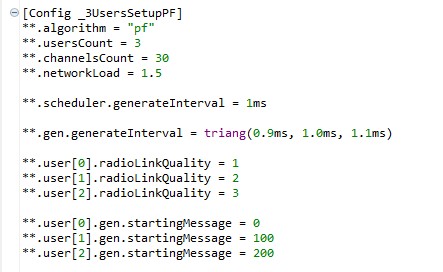 [Config _3UsersSetupPF]
**.algorithm = "pf"
**.usersCount = 3
**.channelsCount = 30
**.networkLoad = 1.5
**.scheduler.generateInterval = 1ms
**.gen.generateInterval = triang(0.9ms, 1.0ms, 1.1ms)
**.user[0].radioLinkQuality = 1
**.user[1].radioLinkQuality = 2
**.user[2].radioLinkQuality = 3
**.user[0].gen.startingMessage = 0
**.user[1].gen.startingMessage = 100
**.user[2].gen.startingMessage = 200